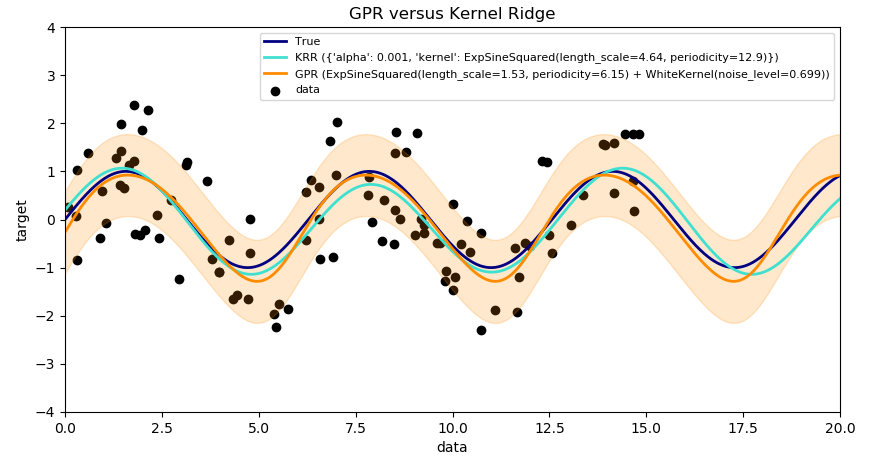 GPR versus Kernel Ridge
True
KRR ({'alpha': 0.001, 'kernel': ExpSineSquared(length_scale=4.64, periodicity=12.9)})
GPR (ExpSineSquared(length_scale=1.53, periodicity=6.15) + WhiteKernel(noise_level=0.699))
data
4
3
2
1
0
−1
−2
−3
−4
target
0.0 2.5 5.0 7.5 10.0 12.5 15.0 17.5 20.0
data